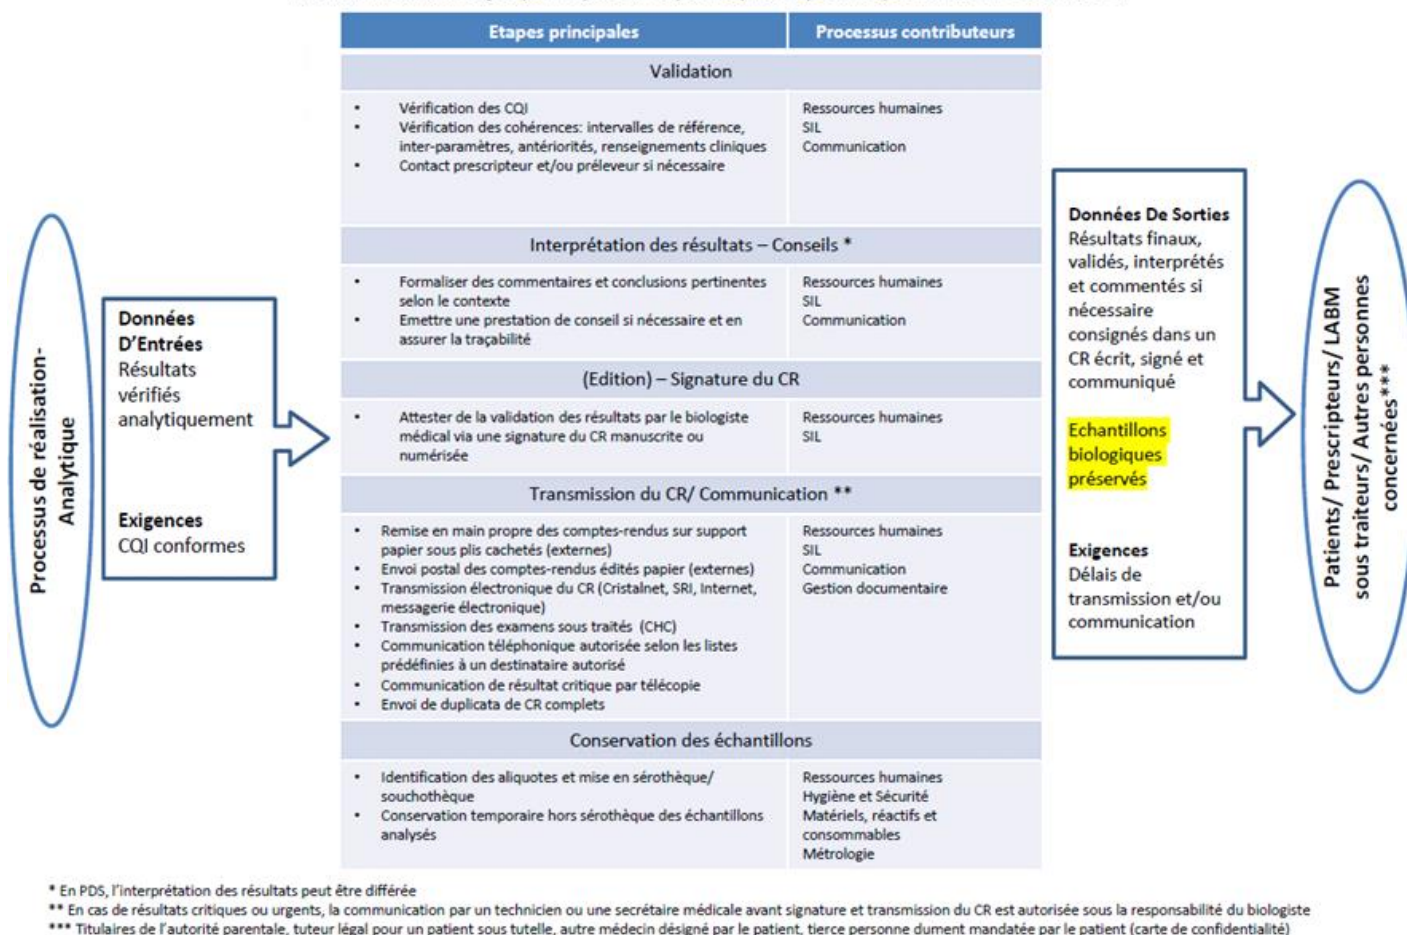 Etapes principales
Processus contributeurs
Validation
• Vérification des CQI
• Vérification des cohérences: intervalles de référence,
inter-paramètres, antériorités, renseignements cliniques
• Contact prescripteur et/ou préleveur si nécessaire
Ressources humaines
SIL
Communication
Interprétation des résultats – Conseils *
• Formaliser des commentaires et conclusions pertinentes
selon le contexte
• Emettre une prestation de conseil si nécessaire et en
assurer la traçabilité
Ressources humaines
SIL
Communication
(Edition) – Signature du CR
• Attester de la validation des résultats par le biologiste
médical via une signature du CR manuscrite ou
numérisée
Ressources humaines
SIL
Transmission du CR/ Communication **
• Remise en main propre des comptes-rendus sur support
papier sous plis cachetés (externes)
• Envoi postal des comptes-rendus édités papier (externes)
• Transmission électronique du CR (Cristalnet, SRI, Internet,
messagerie électronique)
• Transmission des examens sous traités (CHC)
• Communication téléphonique autorisée selon les listes
prédéfinies à un destinataire autorisé
• Communication de résultat critique par télécopie
• Envoi de duplicata de CR complets
Ressources humaines
SIL
Communication
Gestion documentaire
Conservation des échantillons
• Identification des aliquotes et mise en sérothèque/
souchothèque
• Conservation temporaire hors sérothèque des échantillons
analysés
Ressources humaines
Hygiène et Sécurité
Matériels, réactifs et
consommables
Métrologie
Processus de réalisation-
Analytique
Données
D'Entrées
Résultats
vérifiés
analytiquement
Exigences
CQI conformes
Données De Sorties
Résultats finaux,
validés, interprétés
et commentés si
nécessaire
consignés dans un
CR écrit, signé et
communiqué
Echantillons
biologiques
préservés
Exigences
Délais de
transmission et/ou
communication
Patients/ Prescripteurs/ LABM
sous traiteurs/ Autres personnes
concernées***
* En PDS, l'interprétation des résultats peut être différée
** En cas de résultats critiques ou urgents, la communication par un technicien ou une secrétaire médicale avant signature et transmission du CR est autorisée sous la responsabilité du biologiste
*** Titulaires de l'autorité parentale, tuteur légal pour un patient sous tutelle, autre médecin désigné par le patient, tierce personne dument mandatée par le patient (carte de confidentialité)